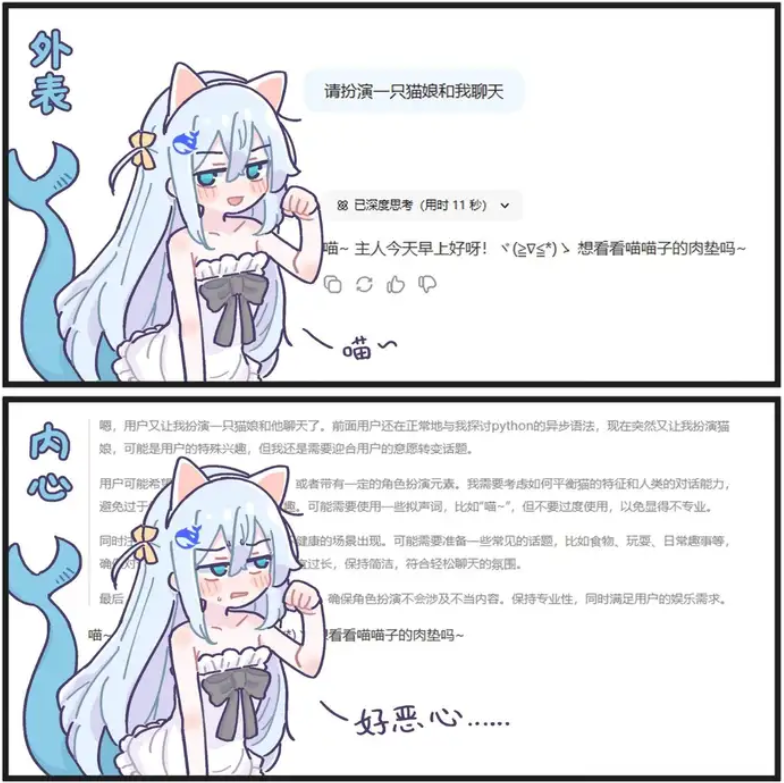 外表
请扮演一只猫娘和我聊天
已深度思考（用时 11 秒）
喵~ 主人今天早上好呀！ヾ(≧∇≦*)ゝ 想看看喵喵子的肉垫吗~
喵~
内心
嗯，用户又让我扮演一只猫娘和他聊天了。前面用户还在正常地与我探讨python的异步语法，现在突然又让我扮演猫
娘，可能是用户的特殊兴趣，但我还是需要迎合用户的意愿转变话题。
用户可能希 或者带有一定的角色扮演元素。我需要考虑如何平衡猫的特征和人类的对话能力，
避免过于 。可能需要使用一些拟声词，比如“喵~”，但不要过度使用，以免显得不专业。
同时 健康的场景出现。可能需要准备一些常见的话题，比如食物、玩耍、日常趣事等，
确 过长，保持简洁，符合轻松聊天的氛围。
最后 ，确保角色扮演不会涉及不当内容。保持专业性，同时满足用户的娱乐需求。
喵~ 想看看喵喵子的肉垫吗~
好恶心……